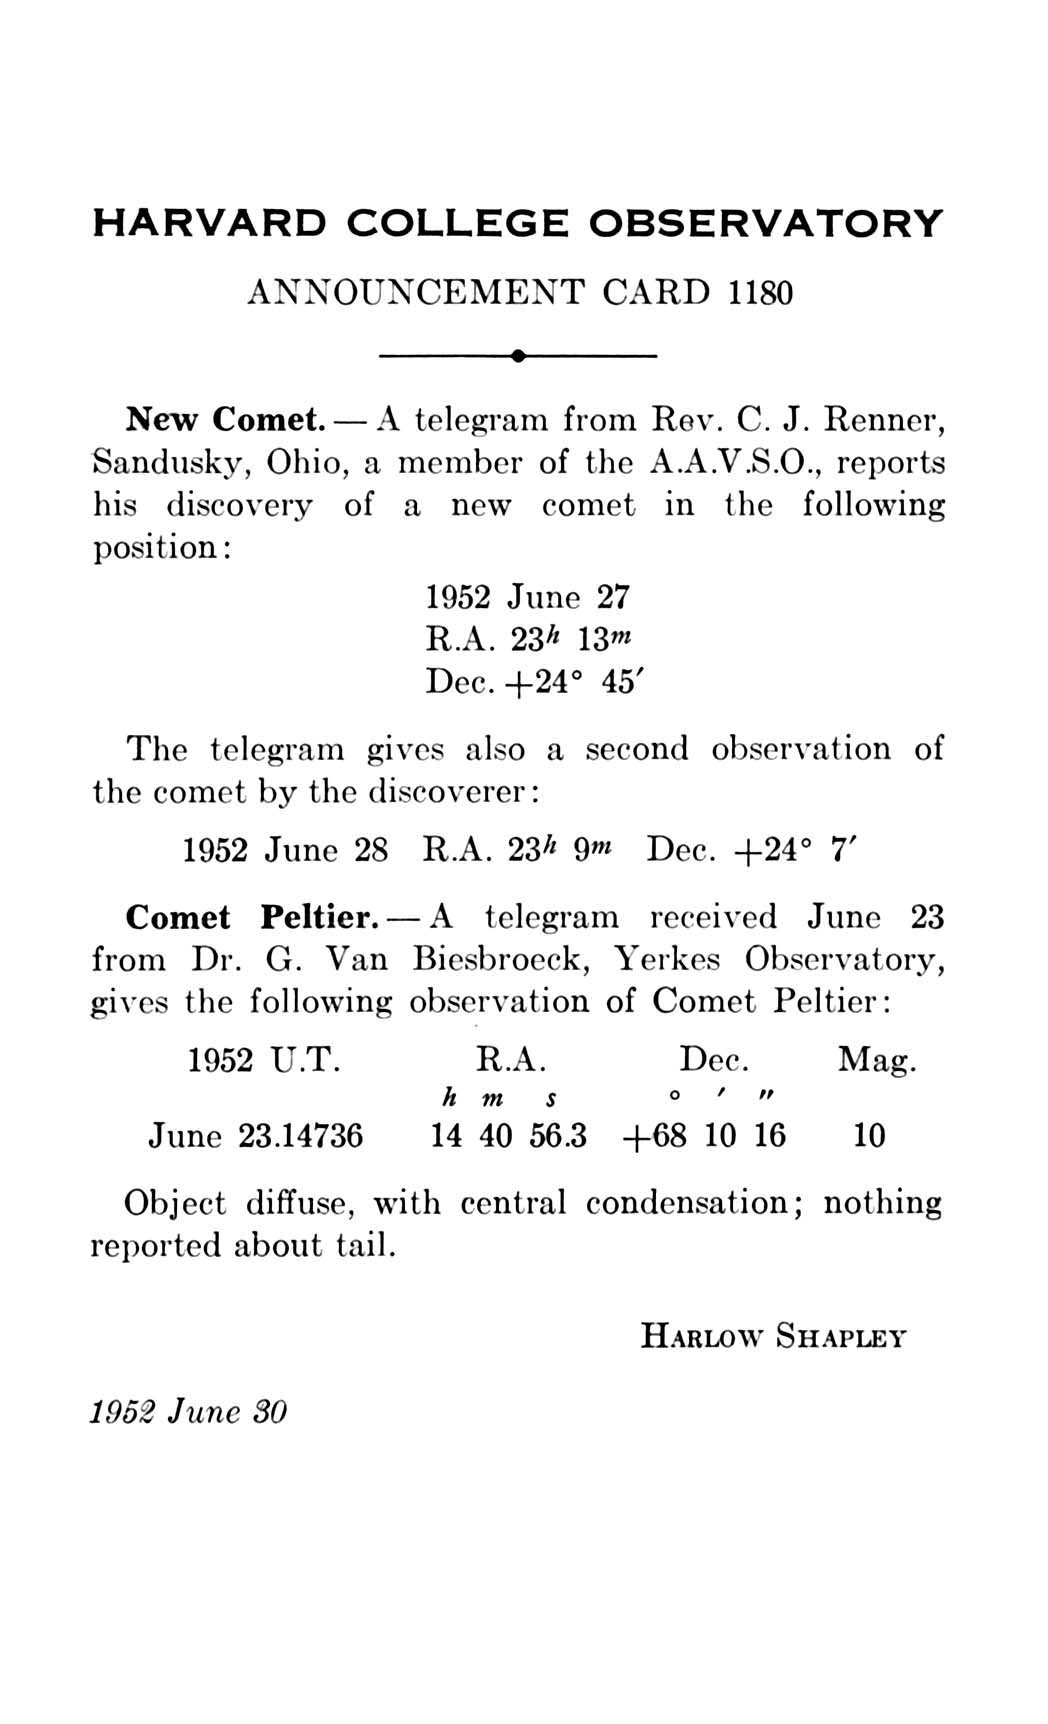 HARVARD COLLEGE OBSERVATORY
ANNOUNCEMENT CARD 1180
New Comet. — A telegram from Rev. C. J. Renner,
Sandusky, Ohio, a member of the A.A.V.S.O., reports
his discovery of a new comet in the following
position:
1952 June 27
R.A. 23h 13m
Dec. +24° 45′
The telegram gives also a second observation of
the comet by the discoverer:
1952 June 28 R.A. 23h 9m Dec. +24° 7′
Comet Peltier. — A telegram received June 23
from Dr. G. Van Biesbroeck, Yerkes Observatory,
gives the following observation of Comet Peltier:
1952 U.T. R.A. Dec. Mag.
h m s ° ′ ″
June 23.14736 14 40 56.3 +68 10 16 10
Object diffuse, with central condensation; nothing
reported about tail.
HARLOW SHAPLEY
1952 June 30